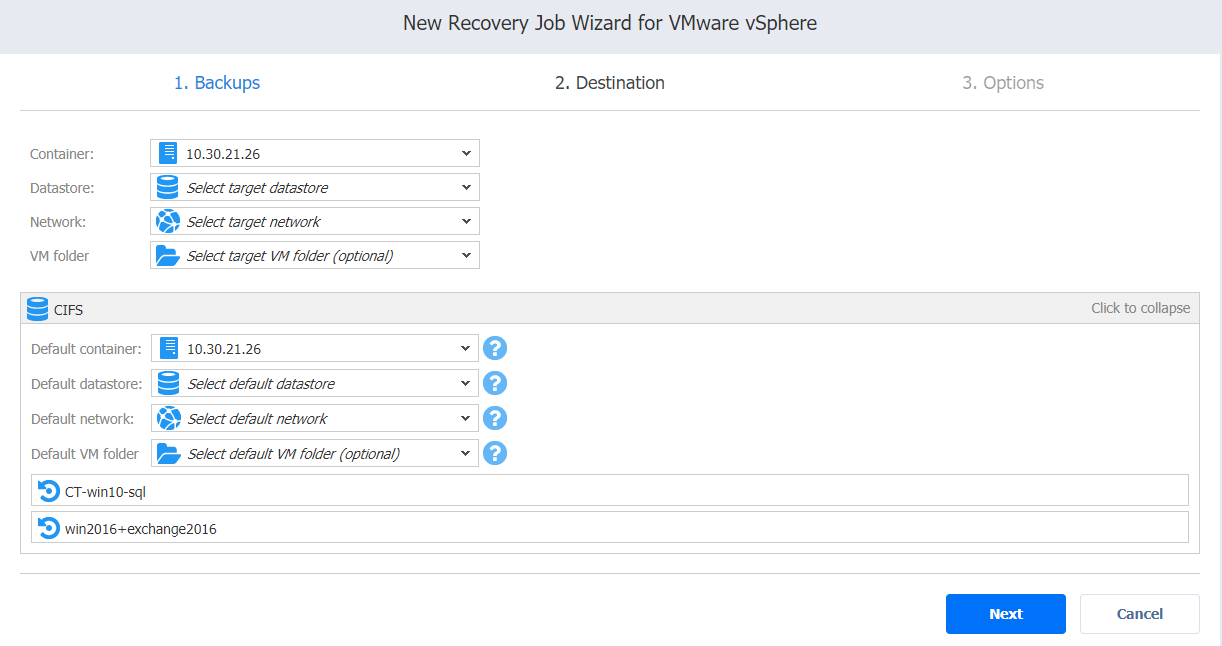 New Recovery Job Wizard for VMware vSphere
1. Backups 2. Destination 3. Options
Container: 10.30.21.26
Datastore: Select target datastore
Network: Select target network
VM folder Select target VM folder (optional)
CIFS Click to collapse
Default container: 10.30.21.26 ?
Default datastore: Select default datastore ?
Default network: Select default network ?
Default VM folder Select default VM folder (optional) ?
CT-win10-sql
win2016+exchange2016
Next Cancel